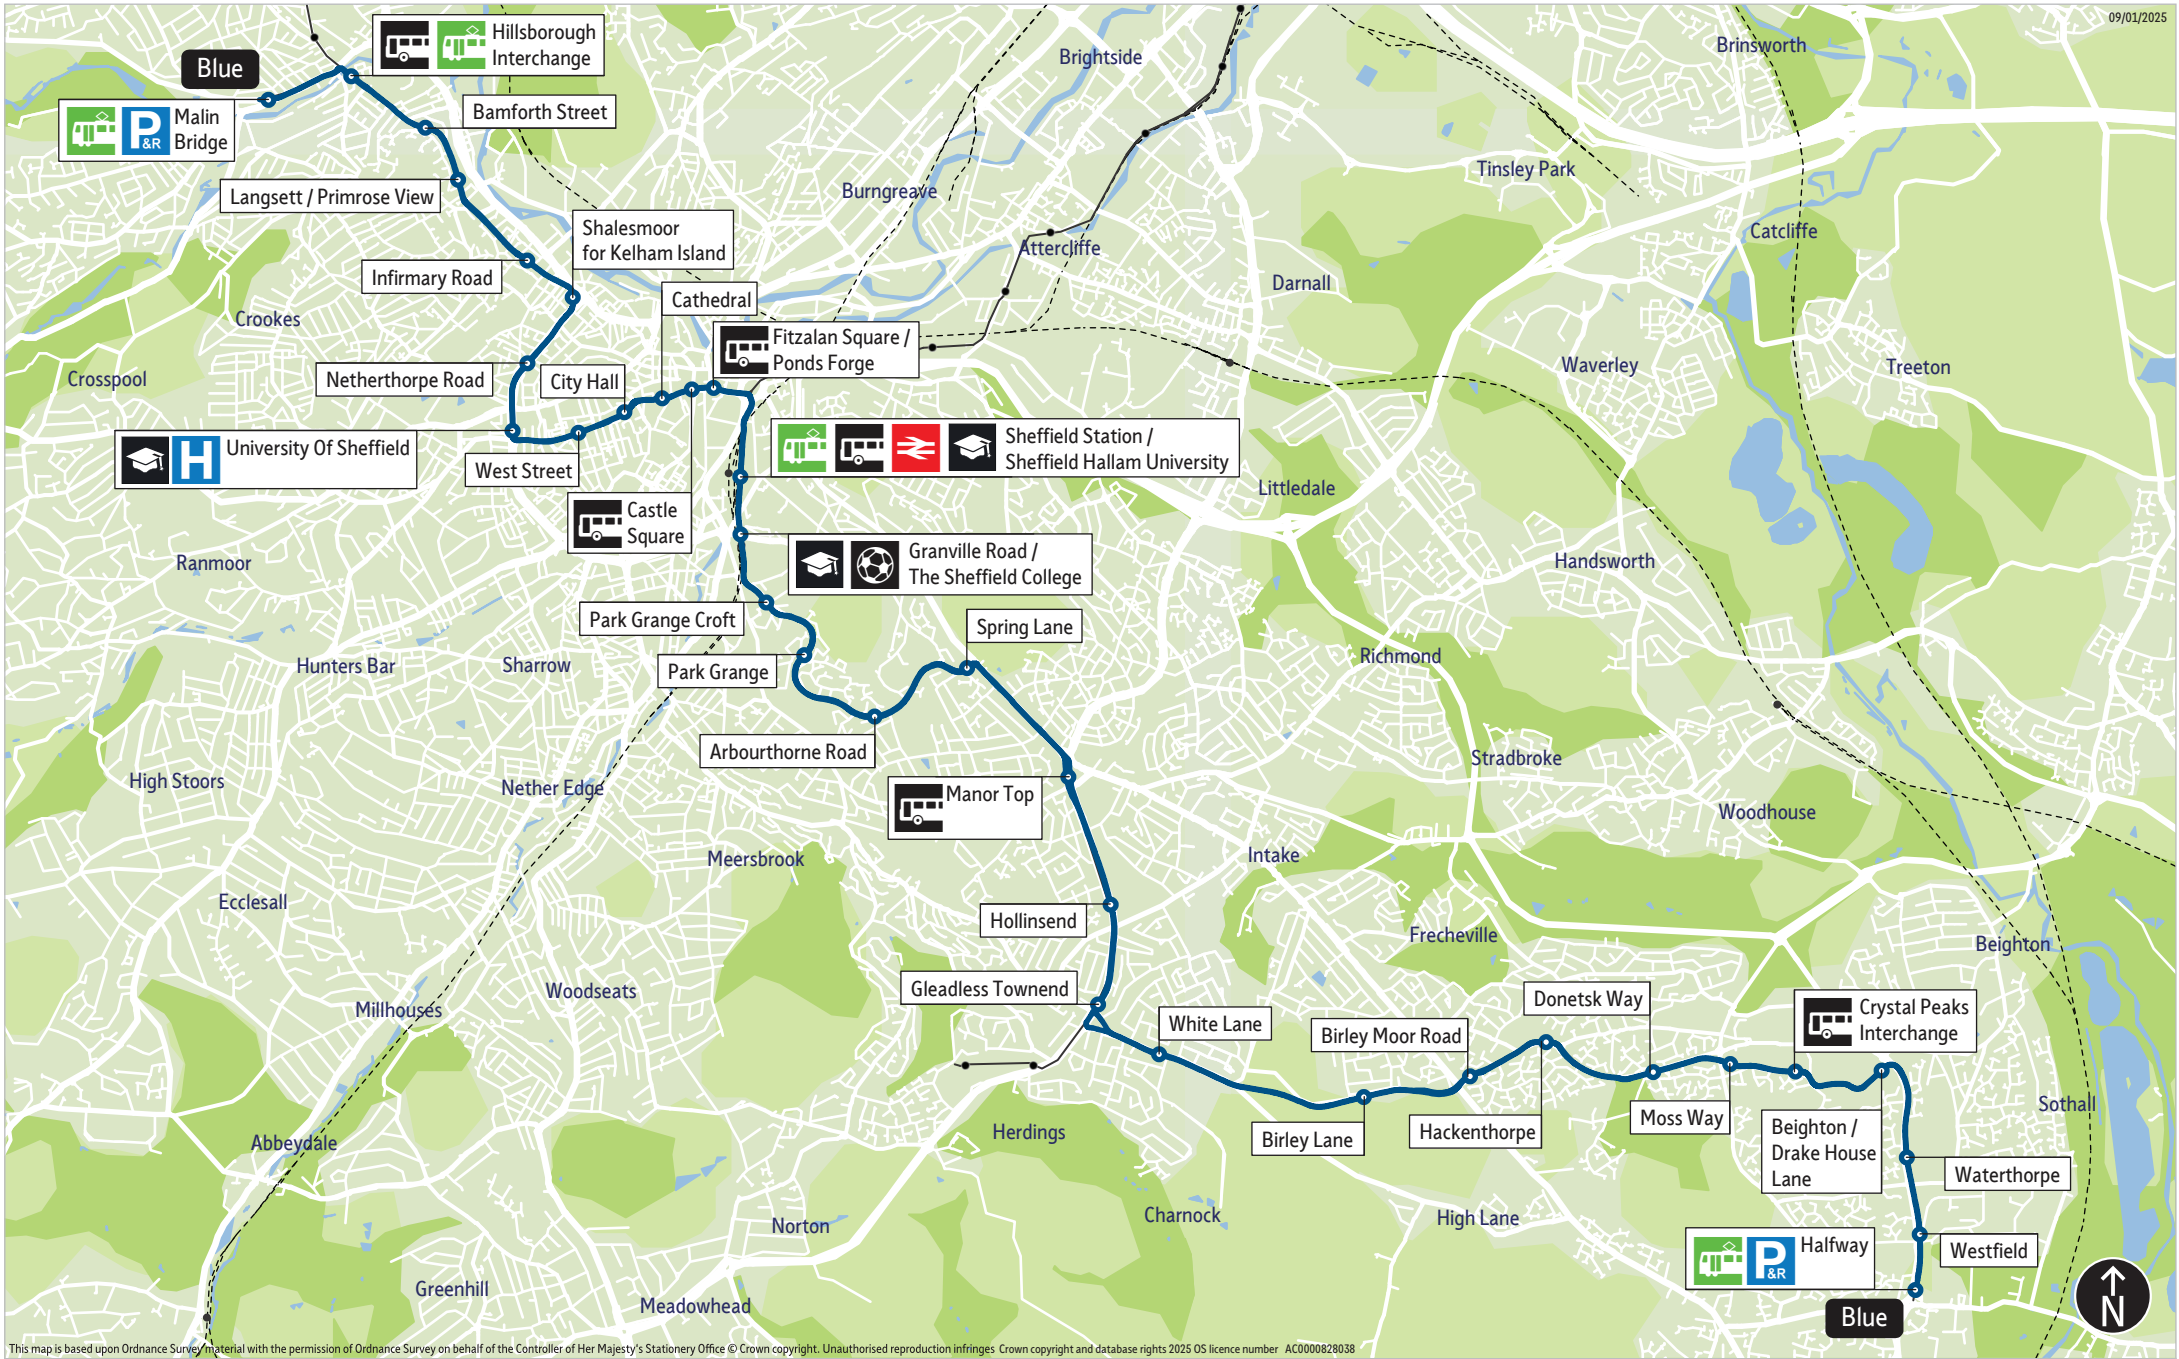 09/01/2025
Hillsborough
Interchange
Brightside
Brinsworth
Blue
Bamforth Street
P
&R
Malin
Bridge
Tinsley Park
Langsett / Primrose View
Burngreave
Shalesmoor
for Kelham Island
Attercliffe
Catcliffe
Infirmary Road
Darnall
Cathedral
Crookes
Fitzalan Square /
Ponds Forge
Netherthorpe Road
City Hall
Crosspool
Waverley
Treeton
H
University Of Sheffield
West Street
Sheffield Station /
Sheffield Hallam University
Littledale
Castle
Square
Granville Road /
The Sheffield College
Ranmoor
Handsworth
Park Grange Croft
Spring Lane
Hunters Bar
Sharrow
Park Grange
Richmond
Arbourthorne Road
Stradbroke
High Stoors
Nether Edge
Manor Top
Woodhouse
Meersbrook
Intake
Ecclesall
Hollinsend
Frecheville
Beighton
Gleadless Townend
Woodseats
Donetsk Way
Millhouses
White Lane
Birley Moor Road
Crystal Peaks
Interchange
Sothall
Moss Way
Birley Lane
Hackenthorpe
Beighton /
Drake House
Lane
Herdings
Abbeydale
Waterthorpe
Charnock
High Lane
Norton
P
&R
Halfway
Westfield
Greenhill
Meadowhead
Blue
N
This map is based upon Ordnance Survey material with the permission of Ordnance Survey on behalf of the Controller of Her Majesty's Stationery Office © Crown copyright. Unauthorised reproduction infringes Crown copyright and database rights 2025 OS licence number AC0000828038